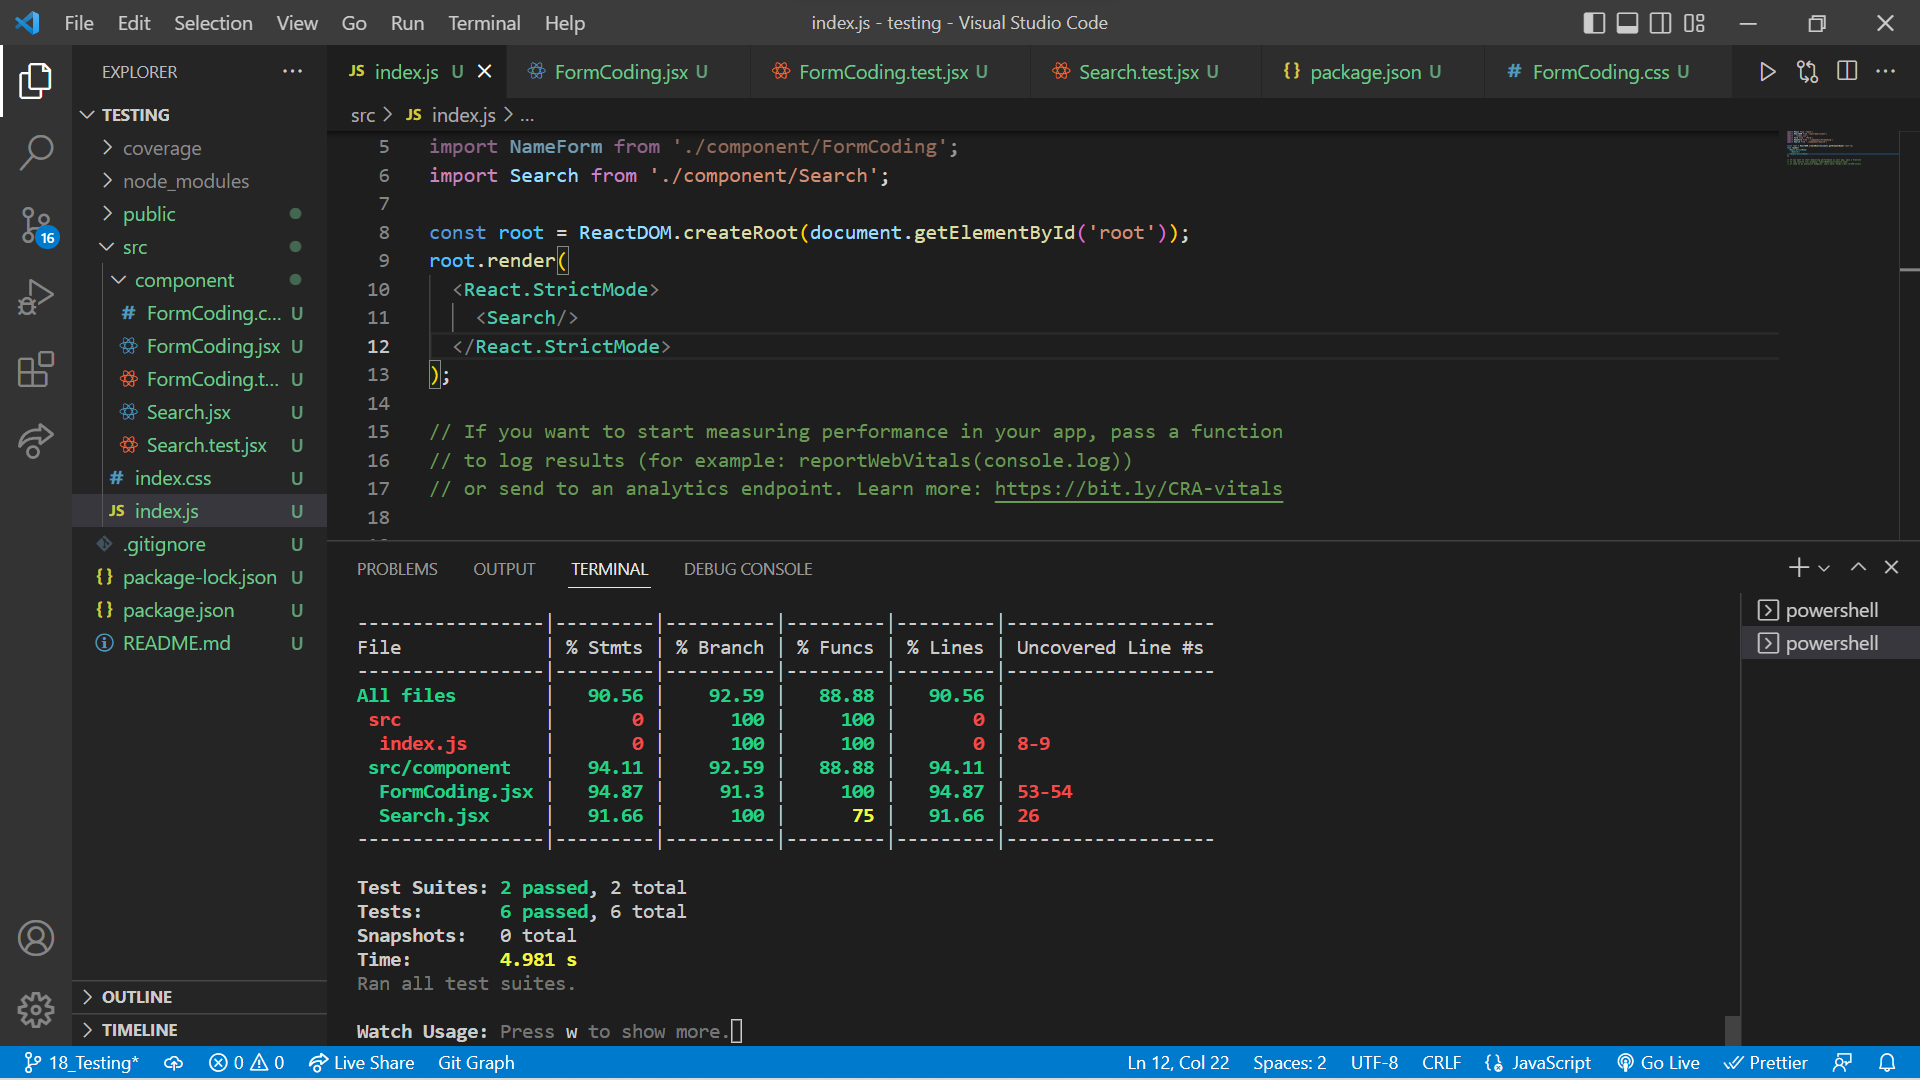 File Edit Selection View Go Run Terminal Help
index.js - testing - Visual Studio Code
EXPLORER
TESTING
coverage
node_modules
public
src
component
# FormCoding.c... U
FormCoding.jsx U
FormCoding.t... U
Search.jsx U
Search.test.jsx U
# index.css U
JS index.js U
.gitignore U
{} package-lock.json U
{} package.json U
README.md U
OUTLINE
TIMELINE
16
JS index.js U
FormCoding.jsx U
FormCoding.test.jsx U
Search.test.jsx U
{} package.json U
# FormCoding.css U
src > JS index.js > ...
5 import NameForm from './component/FormCoding';
6 import Search from './component/Search';
7
8 const root = ReactDOM.createRoot(document.getElementById('root'));
9 root.render(
10 <React.StrictMode>
11 <Search/>
12 </React.StrictMode>
13 );
14
15 // If you want to start measuring performance in your app, pass a function
16 // to log results (for example: reportWebVitals(console.log))
17 // or send to an analytics endpoint. Learn more: https://bit.ly/CRA-vitals
18
PROBLEMS OUTPUT TERMINAL DEBUG CONSOLE
-----------------|---------|----------|---------|---------|-------------------
File | % Stmts | % Branch | % Funcs | % Lines | Uncovered Line #s
-----------------|---------|----------|---------|---------|-------------------
All files | 90.56 | 92.59 | 88.88 | 90.56 |
src | 0 | 100 | 100 | 0 |
index.js | 0 | 100 | 100 | 0 | 8-9
src/component | 94.11 | 92.59 | 88.88 | 94.11 |
FormCoding.jsx | 94.87 | 91.3 | 100 | 94.87 | 53-54
Search.jsx | 91.66 | 100 | 75 | 91.66 | 26
-----------------|---------|----------|---------|---------|-------------------
Test Suites: 2 passed, 2 total
Tests: 6 passed, 6 total
Snapshots: 0 total
Time: 4.981 s
Ran all test suites.
Watch Usage: Press w to show more.
powershell
powershell
18_Testing* 0 0 Live Share Git Graph
Ln 12, Col 22 Spaces: 2 UTF-8 CRLF {} JavaScript Go Live Prettier